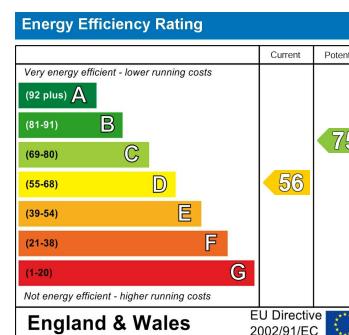 Energy Efficiency Rating
Current
Very energy efficient - lower running costs
(92 plus) A
(81-91) B
(69-80) C
(55-68) D
56
(39-54) E
(21-38) F
(1-20) G
Not energy efficient - higher running costs
England & Wales
EU Directive
2002/91/EC